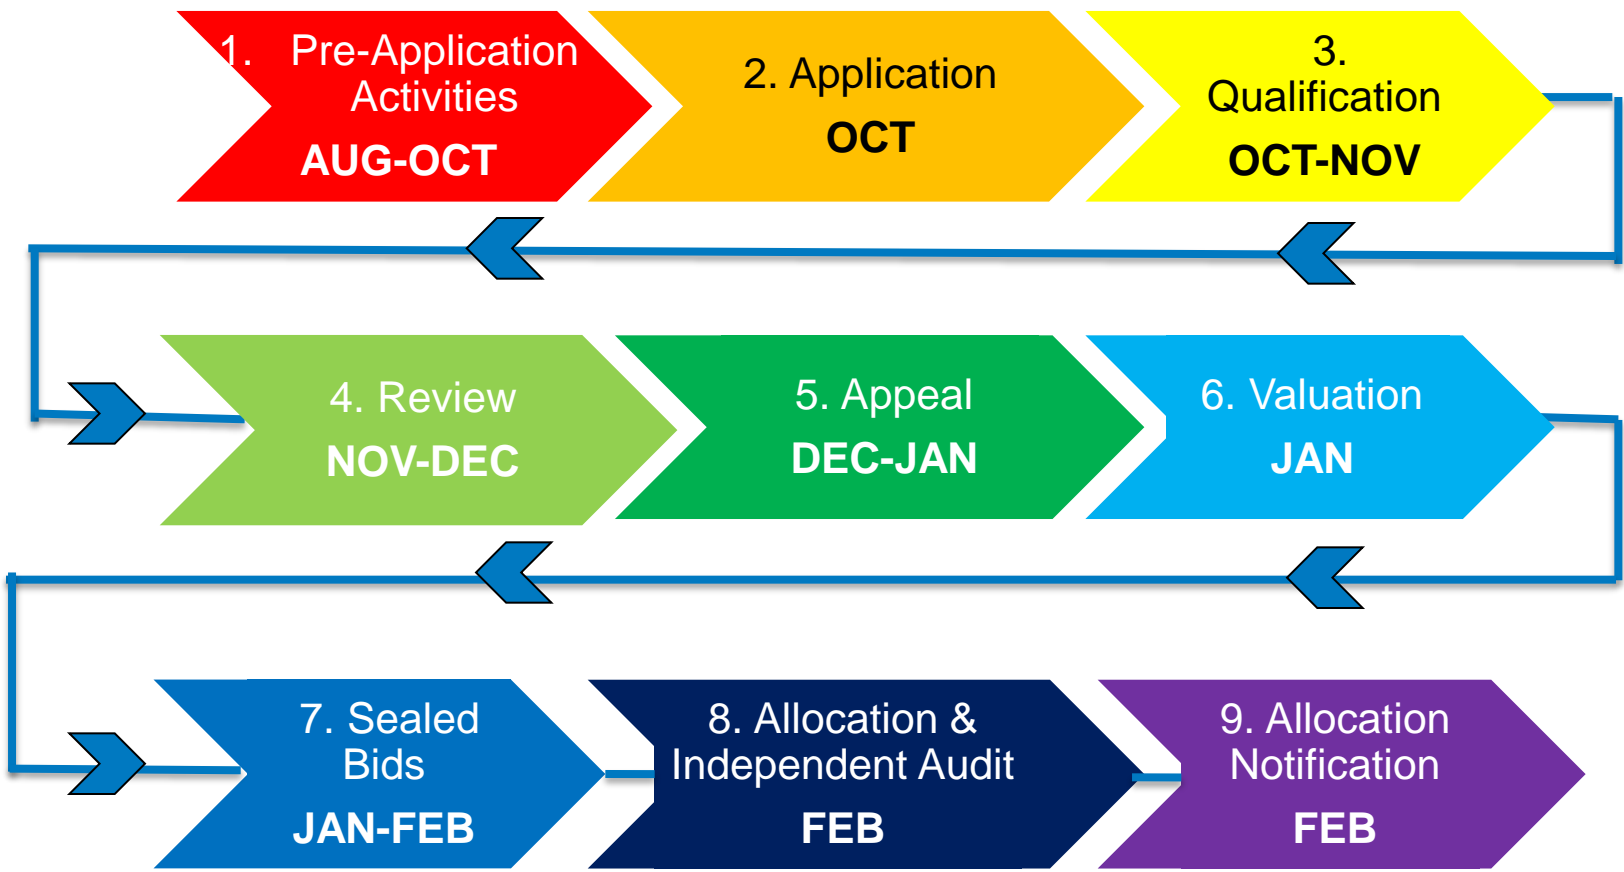 1. Pre-Application
Activities
AUG-OCT
2. Application
OCT
3.
Qualification
OCT-NOV
4. Review
NOV-DEC
5. Appeal
DEC-JAN
6. Valuation
JAN
7. Sealed
Bids
JAN-FEB
8. Allocation &
Independent Audit
FEB
9. Allocation
Notification
FEB